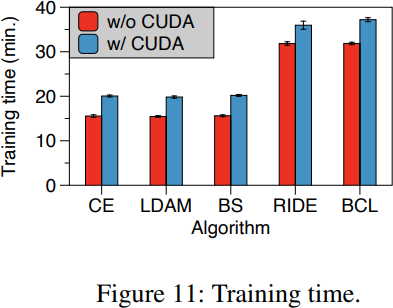 40
w/o CUDA
w/ CUDA
30
20
10
0
Training time (min.)
CE LDAM BS RIDE BCL
Algorithm
Figure 11: Training time.